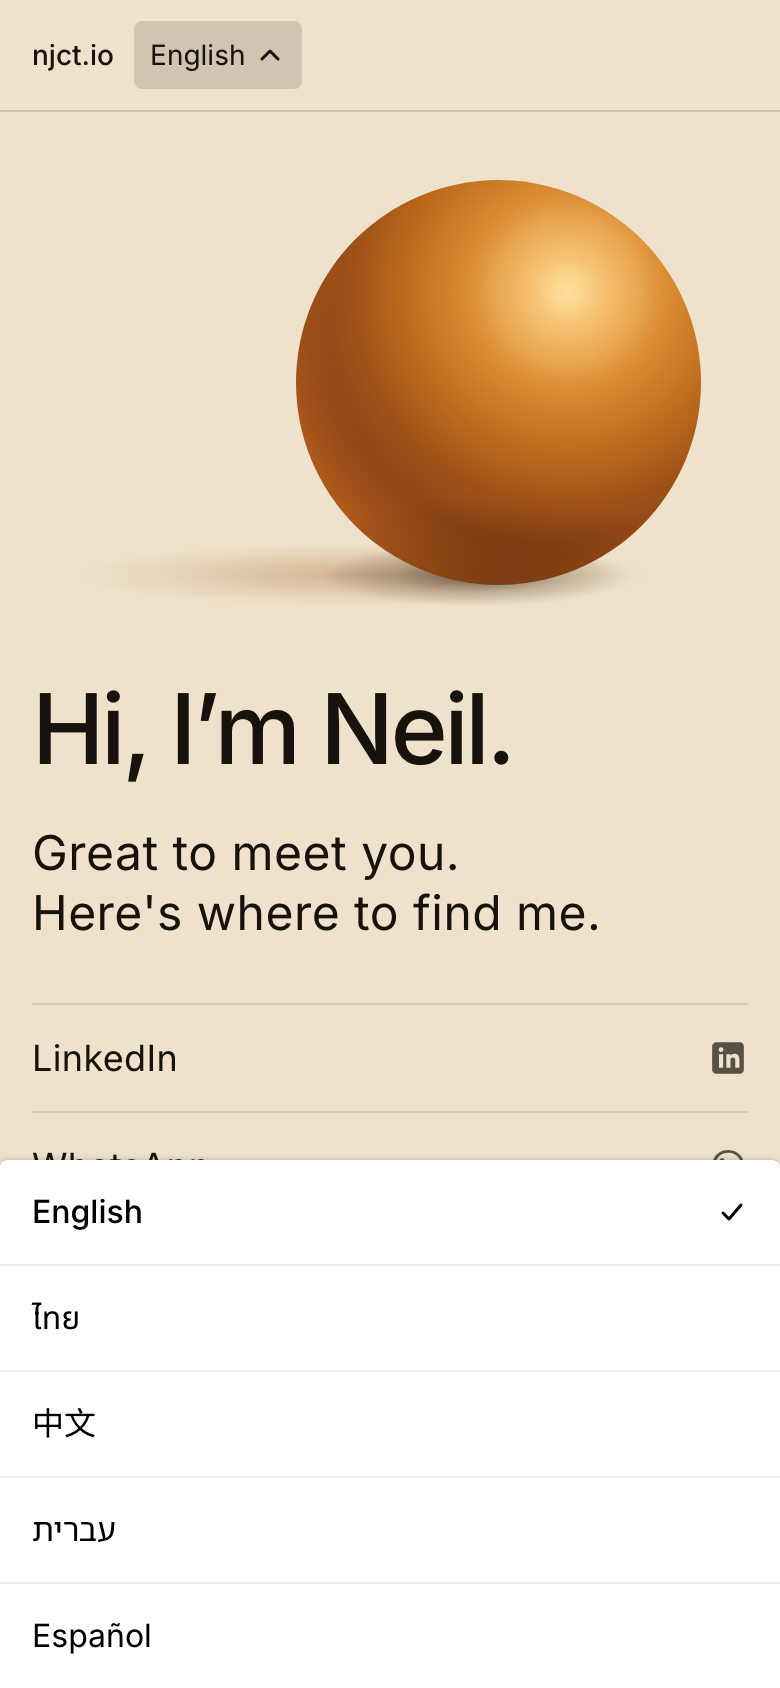 njct.io English
Hi, I’m Neil.
Great to meet you.
Here's where to find me.
LinkedIn
WhatsApp
English
ไทย
中文
עברית
Español